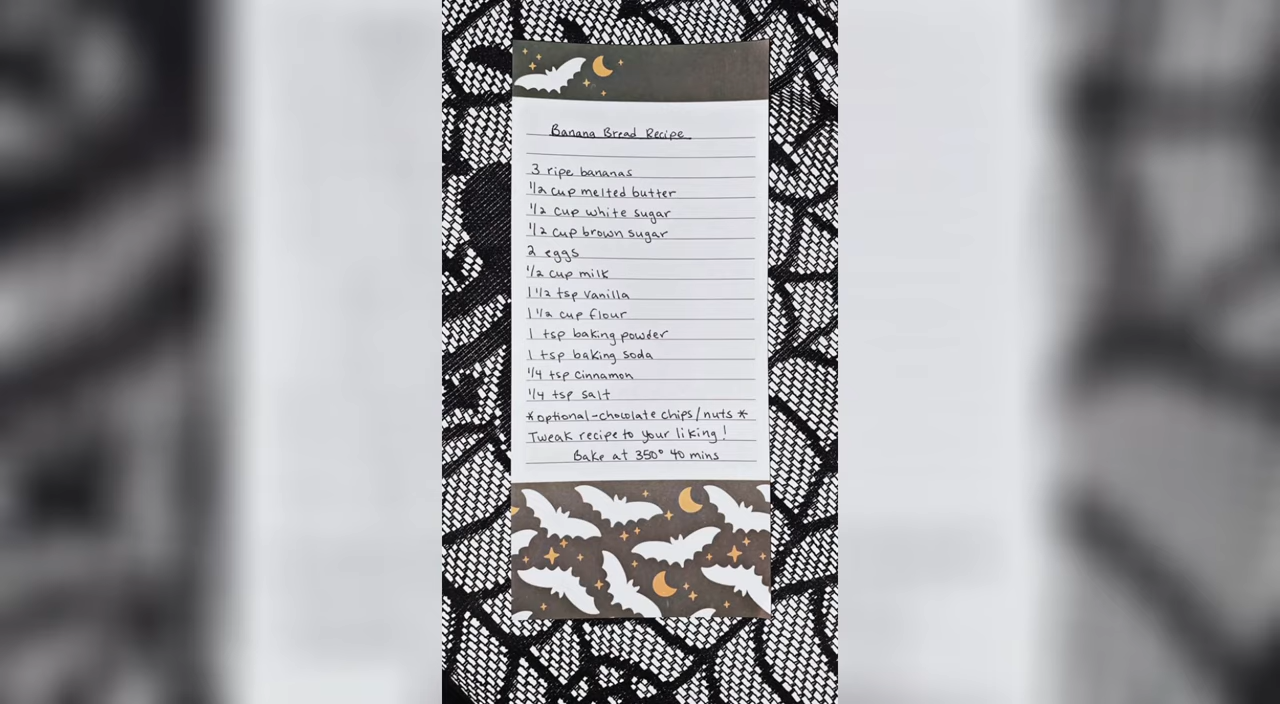 Banana Bread Recipe
3 ripe bananas
1/2 cup melted butter
1/2 cup white sugar
1/2 cup brown sugar
2 eggs
1/2 cup milk
1 1/2 tsp vanilla
1 1/2 cup flour
1 tsp baking powder
1 tsp baking soda
1/4 tsp cinnamon
1/4 tsp salt
*optional-chocolate chips/nuts*
Tweak recipe to your liking!
Bake at 350° 40 mins